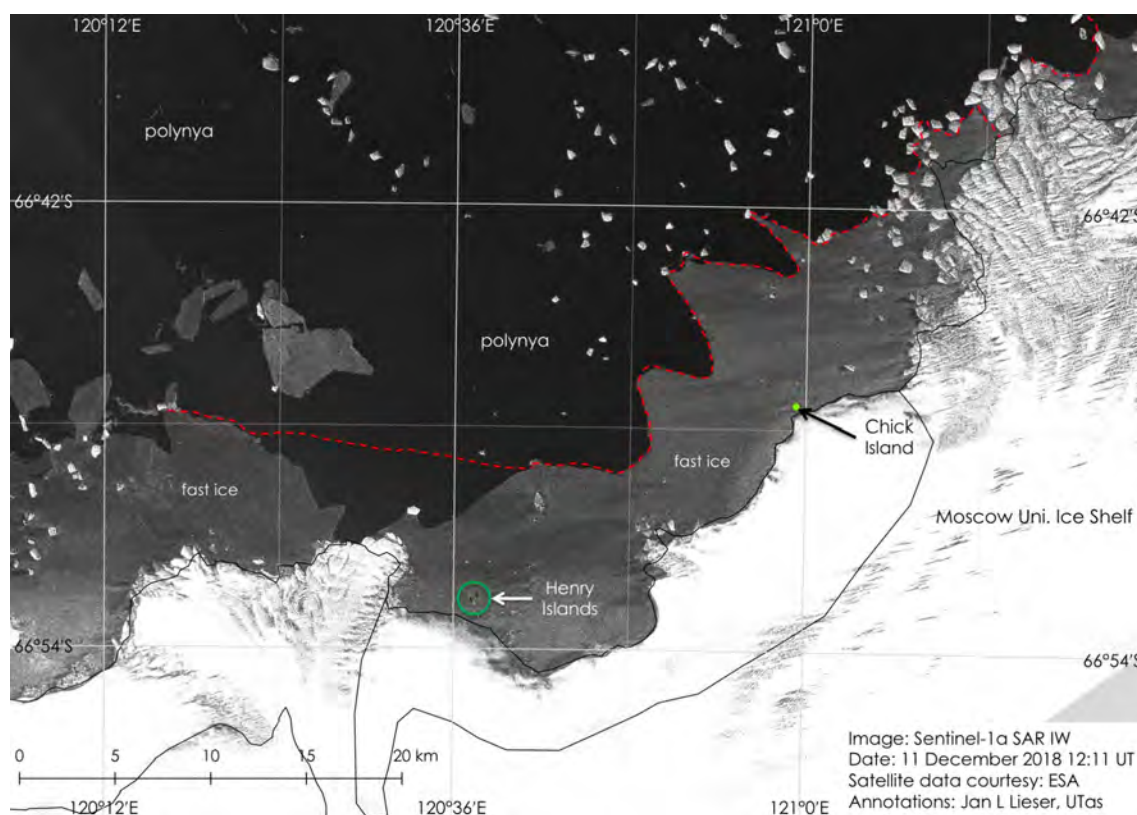 120°12'E 120°36'E 121°0'E
polynya
66°42'S 66°42'S
polynya
Chick
Island
fast ice
fast ice
Moscow Uni. Ice Shelf
Henry
Islands
66°54'S 66°54'S
Image: Sentinel-1a SAR IW
Date: 11 December 2018 12:11 UT
Satellite data courtesy: ESA
Annotations: Jan L Lieser, UTas
0 5 10 15 20 km
120°12'E 120°36'E 121°0'E